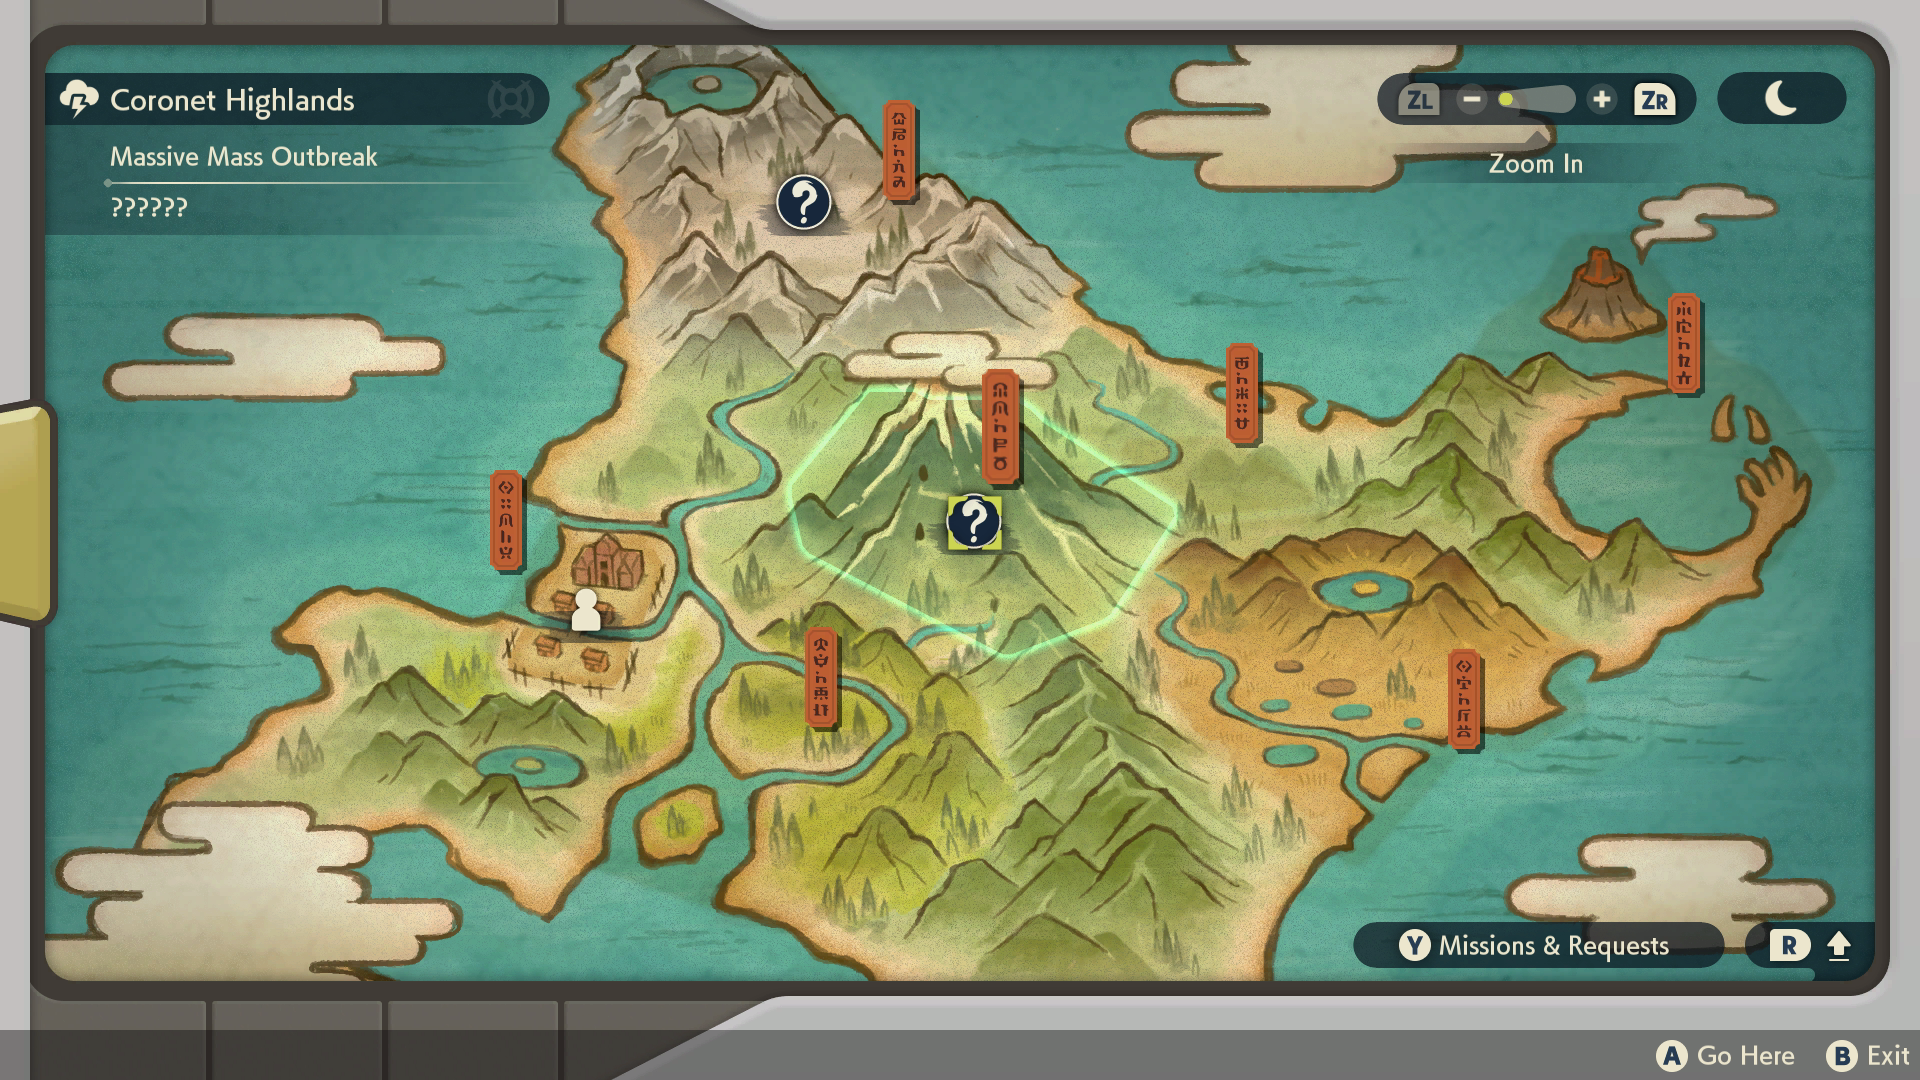 Coronet Highlands
Massive Mass Outbreak
??????
ZL
ZR
Zoom In
?
?
Y Missions & Requests
R
A Go Here
B Exit